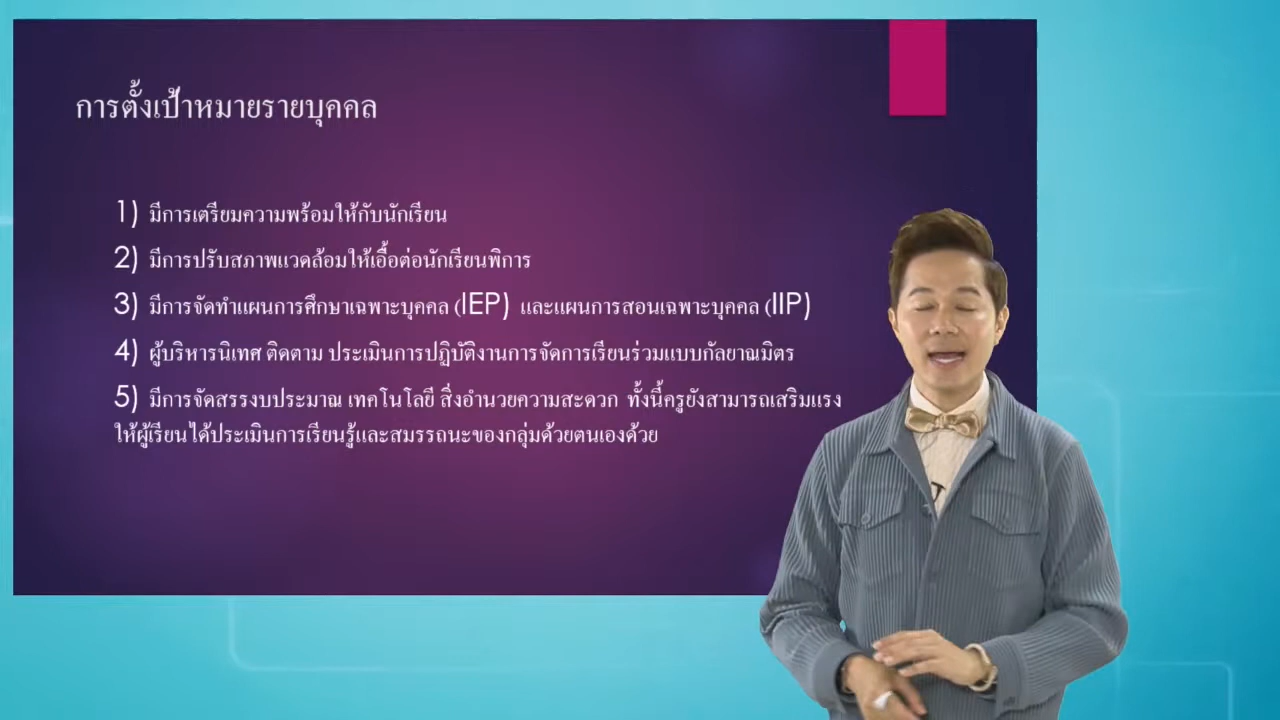 การตั้งเป้าหมายรายบุคคล
1) มีการเตรียมความพร้อมให้กับนักเรียน
2) มีการปรับสภาพแวดล้อมให้เอื้อต่อนักเรียนพิการ
3) มีการจัดทำแผนการศึกษาเฉพาะบุคคล (IEP) และแผนการสอนเฉพาะบุคคล (IIP)
4) ผู้บริหารนิเทศ ติดตาม ประเมินการปฏิบัติงานการจัดการเรียนร่วมแบบกัลยาณมิตร
5) มีการจัดสรรงบประมาณ เทคโนโลยี สิ่งอำนวยความสะดวก ทั้งนี้ครูยังสามารถเสริมแรง
ให้ผู้เรียนได้ประเมินการเรียนรู้และสมรรถนะของกลุ่มด้วยตนเองด้วย